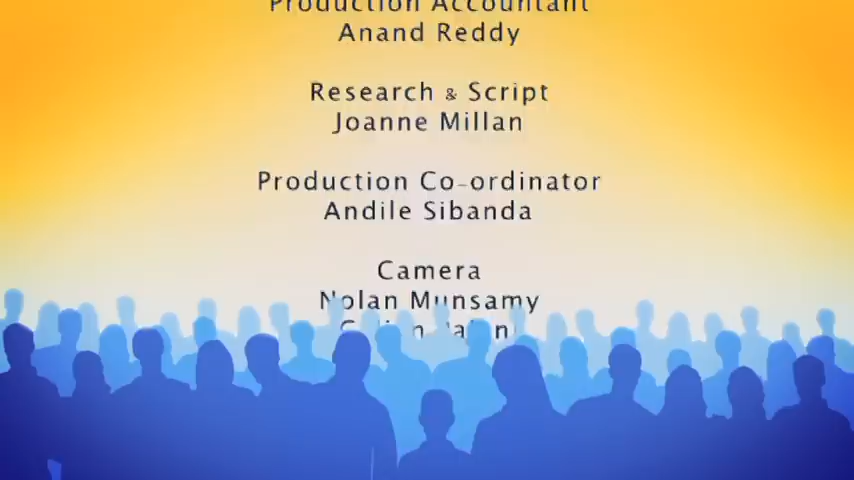 Production Accountant
Anand Reddy
Research & Script
Joanne Millan
Production Co-ordinator
Andile Sibanda
Camera
Nolan Munsamy